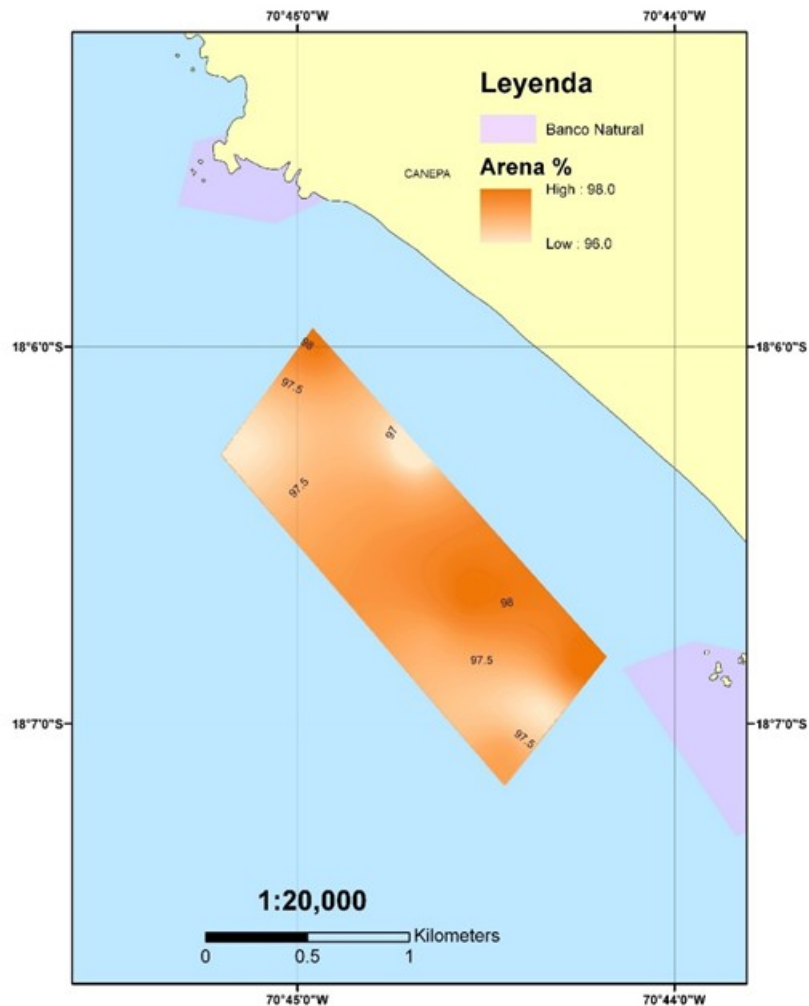 70°45'0"W
70°44'0"W
Leyenda
Banco Natural
CANEPA
Arena %
High : 98.0
Low : 96.0
18°6'0"S
18°6'0"S
98
97.5
97
97.5
98
97.5
18°7'0"S
18°7'0"S
97.5
1:20,000
Kilometers
0
0.5
1
70°45'0"W
70°44'0"W